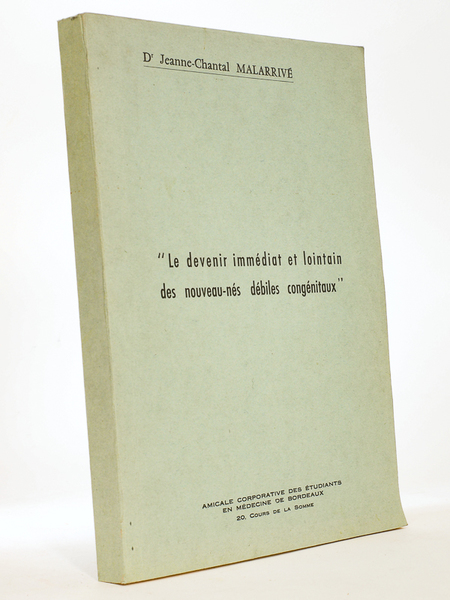 Dr Jeanne-Chantal MALARRIVÉ
"Le devenir immédiat et lointain
des nouveau-nés débiles congénitaux"
AMICALE CORPORATIVE DES ÉTUDIANTS
EN MÉDECINE DE BORDEAUX
20, COURS DE LA SOMME